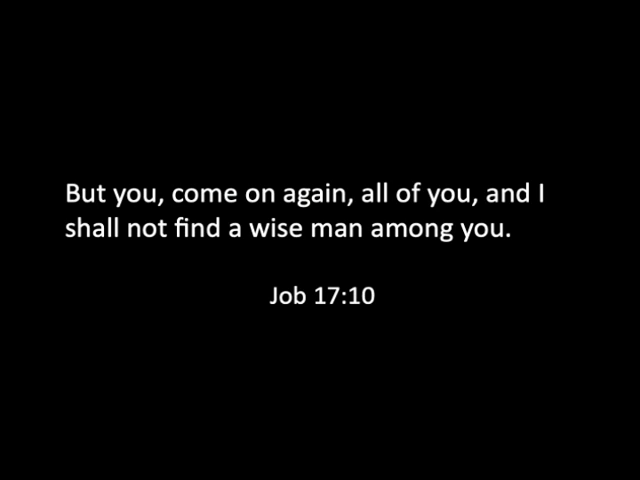 But you, come on again, all of you, and I
shall not find a wise man among you.
Job 17:10